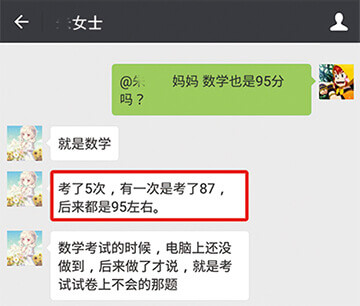 女士
@朱 妈妈 数学也是95分
吗？
就是数学
考了5次，有一次是考了87，
后来都是95左右。
数学考试的时候，电脑上还没
做到，后来做了才说，就是考
试试卷上不会的那题